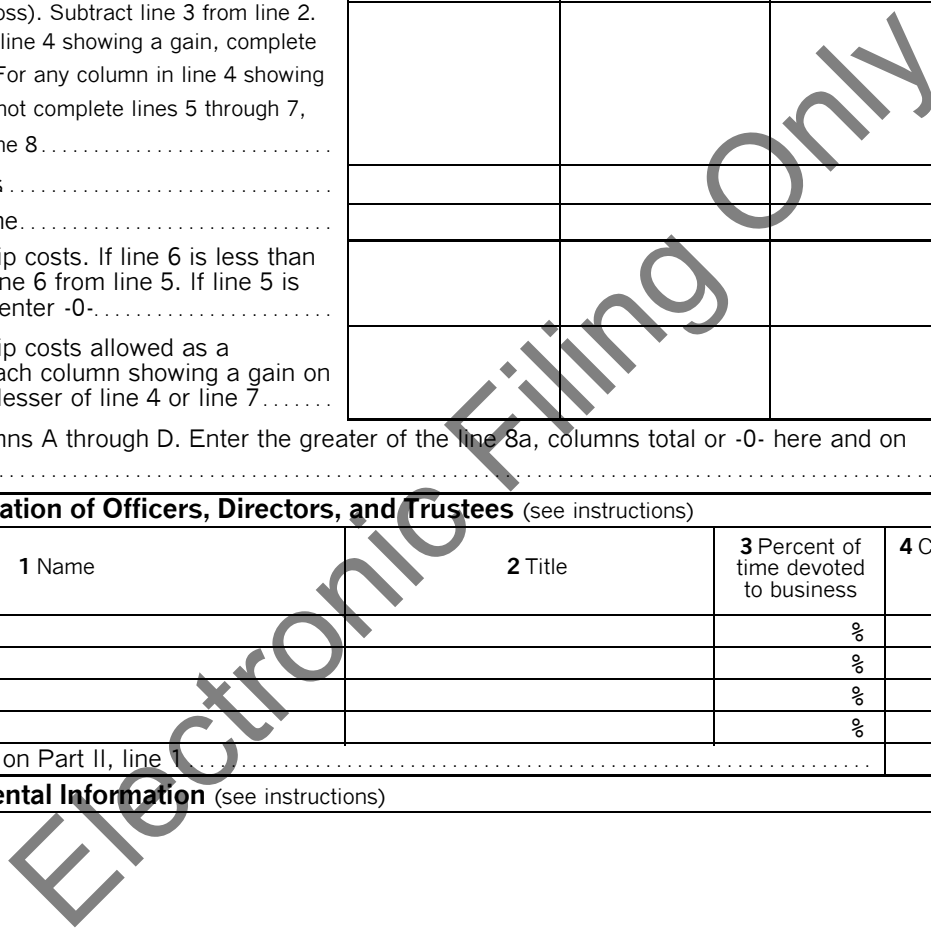 oss). Subtract line 3 from line 2.
line 4 showing a gain, complete
For any column in line 4 showing
not complete lines 5 through 7,
ne 8
s
ne
ip costs. If line 6 is less than
ne 6 from line 5. If line 5 is
enter -0-
ip costs allowed as a
ach column showing a gain on
lesser of line 4 or line 7
mns A through D. Enter the greater of the line 8a, columns total or -0- here and on
ation of Officers, Directors, and Trustees (see instructions)
1 Name
2 Title
3 Percent of
time devoted
to business
4 C
%
%
%
%
on Part II, line 1
ental Information (see instructions)
Electronic Filing Only